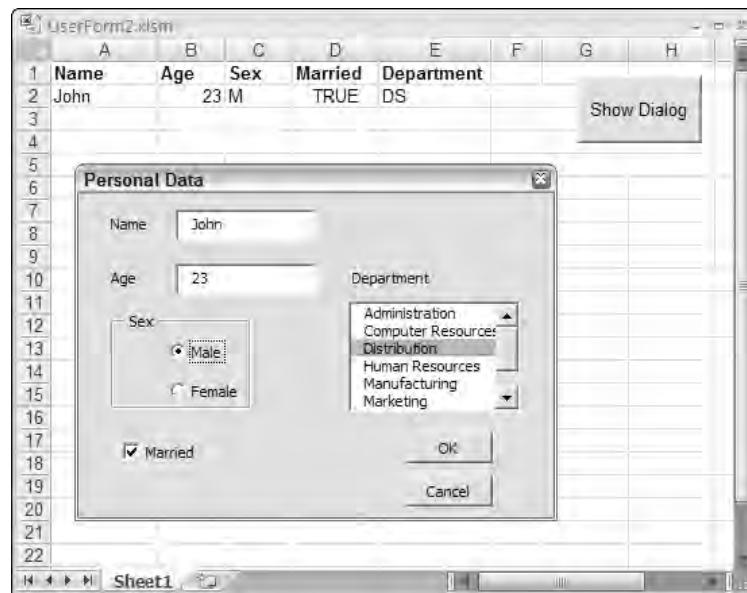 UserForm2.xlsm
A B C D E F G H
1 Name Age Sex Married Department
2 John 23 M TRUE DS
Show Dialog
3
4
5
6 Personal Data
7 Name John
8
9
10 Age 23 Department
11 Administration
12 Sex Computer Resources
13 Male Distribution
14 Human Resources
15 Female Manufacturing
Marketing
16
17 Married OK
18
19 Cancel
20
21
22
Sheet1